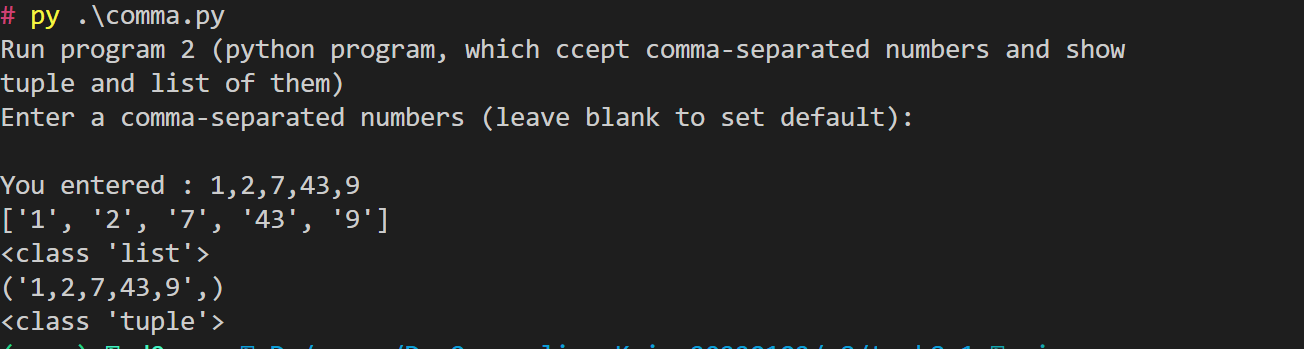 # py .\comma.py
Run program 2 (python program, which ccept comma-separated numbers and show
tuple and list of them)
Enter a comma-separated numbers (leave blank to set default):
You entered : 1,2,7,43,9
['1', '2', '7', '43', '9']
<class 'list'>
('1,2,7,43,9',)
<class 'tuple'>